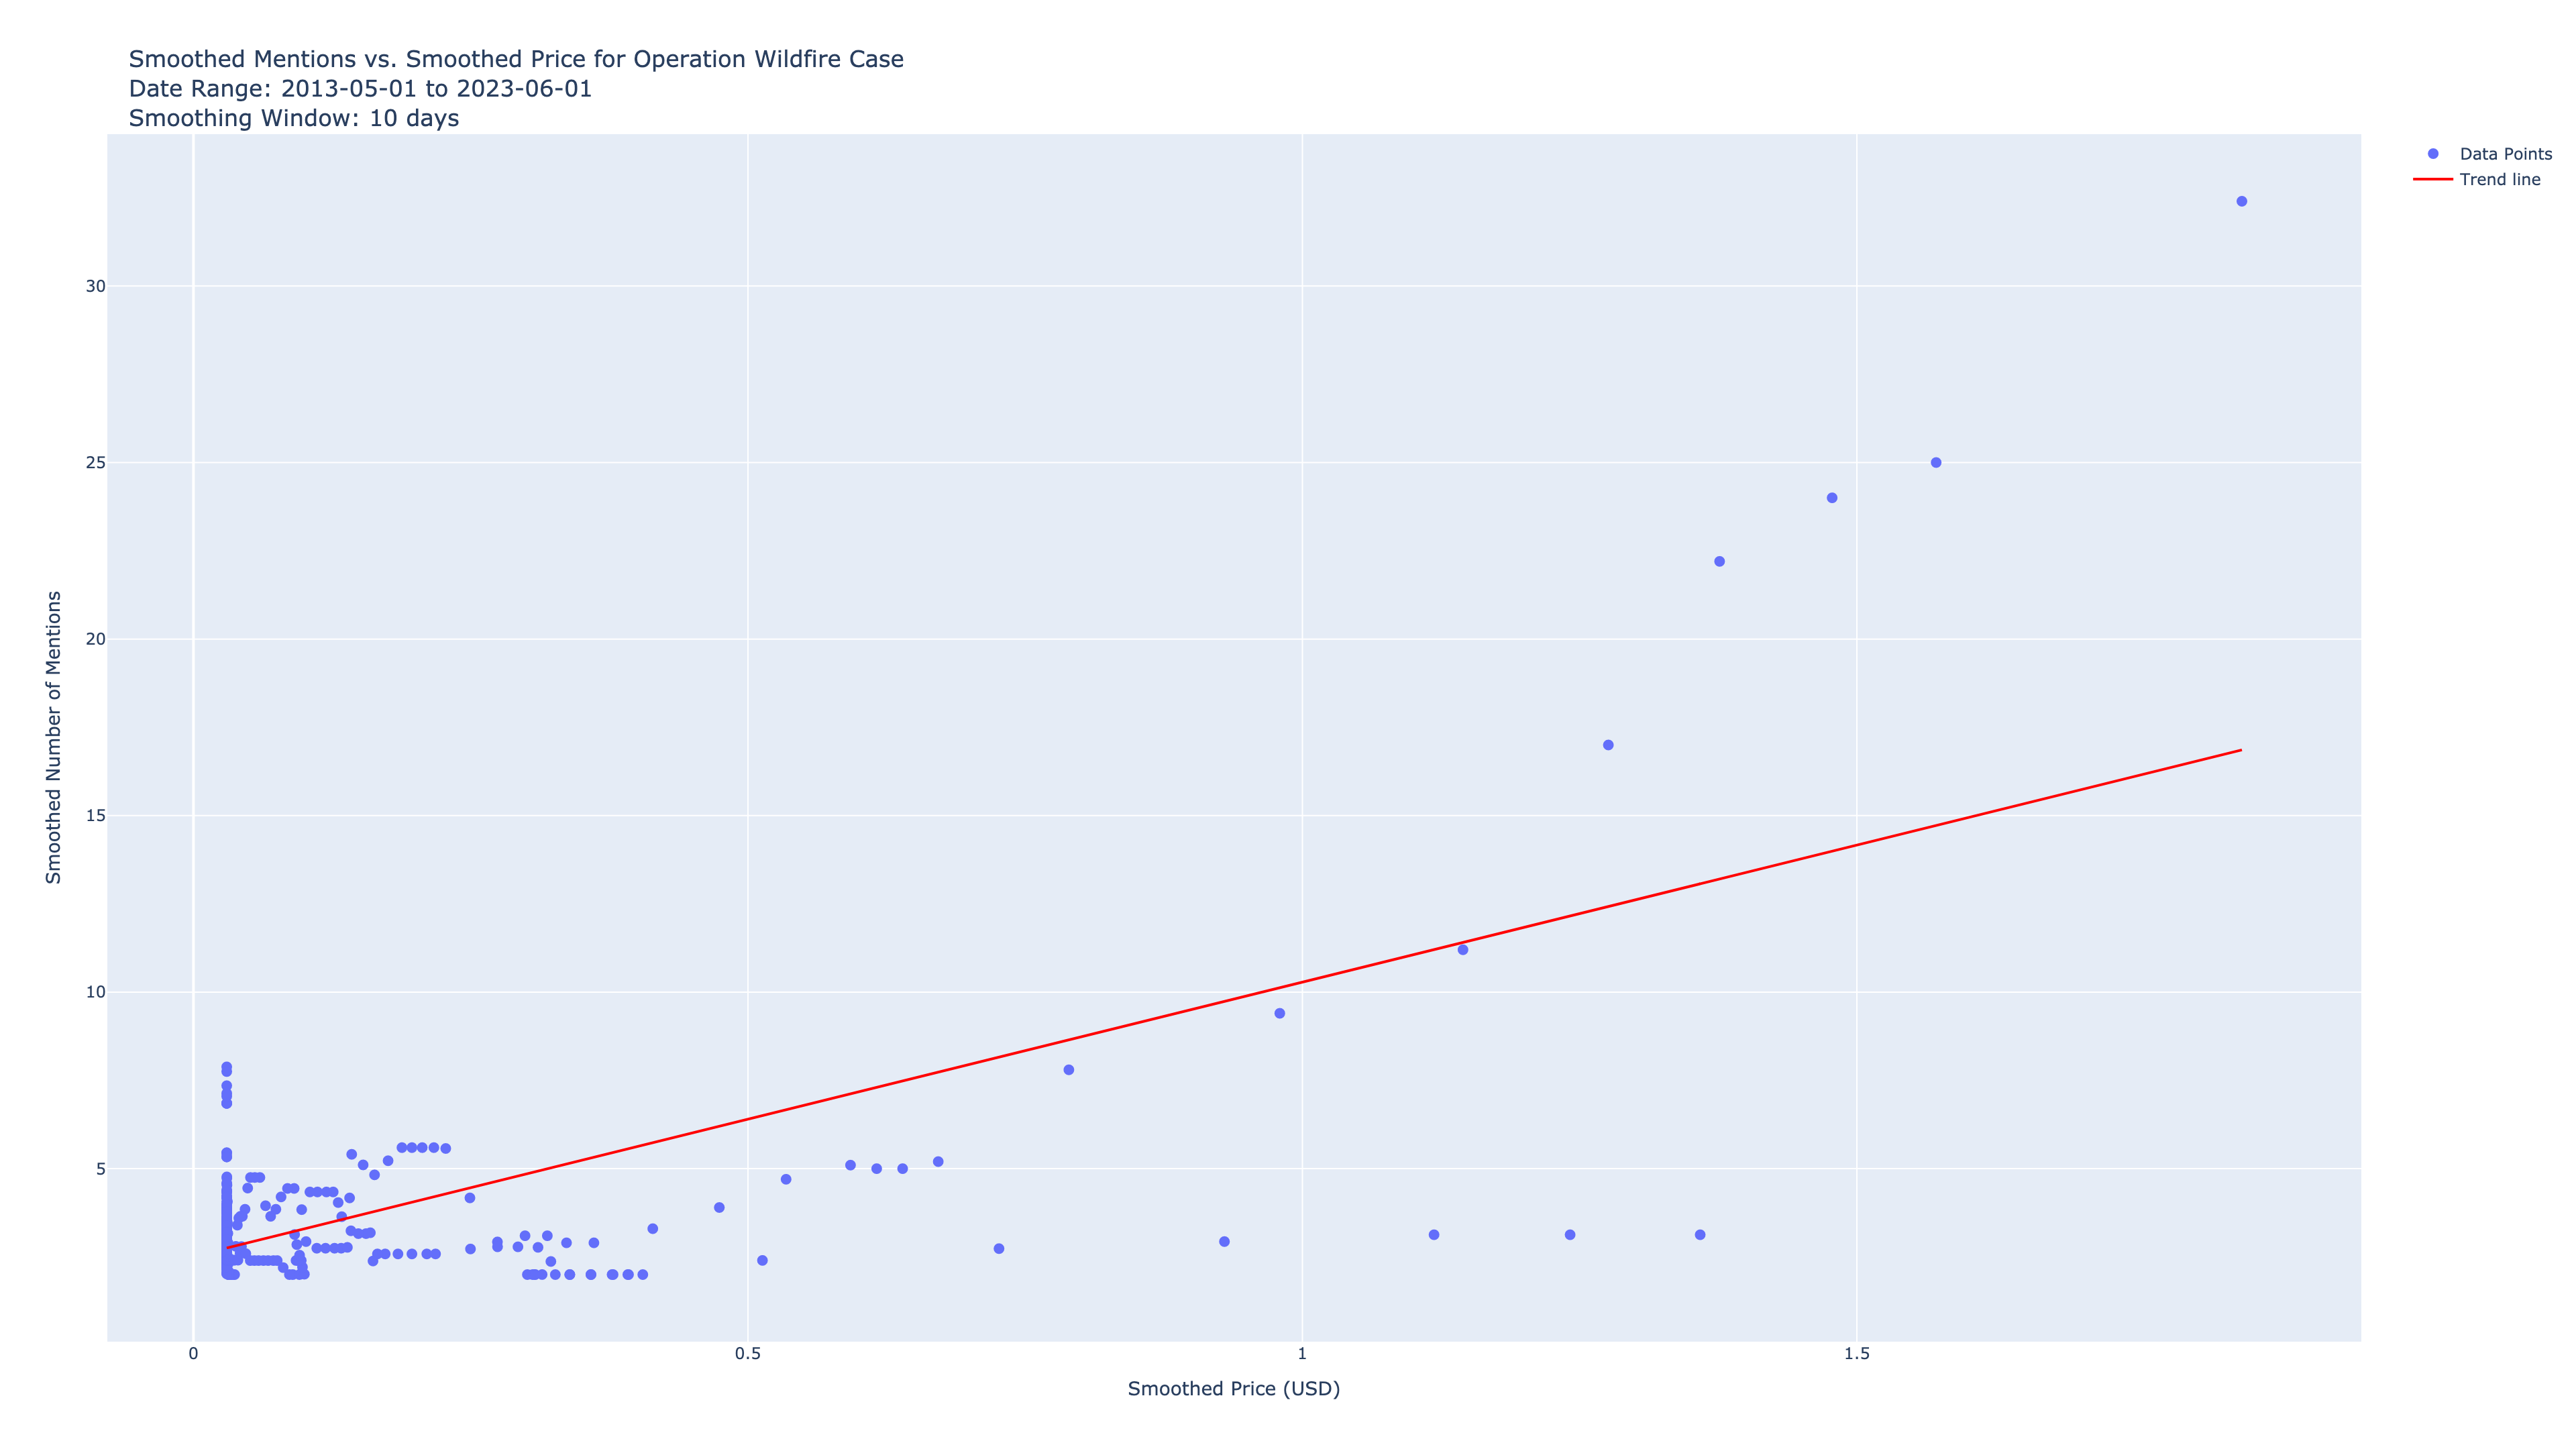 Smoothed Mentions vs. Smoothed Price for Operation Wildfire Case
Date Range: 2013-05-01 to 2023-06-01
Smoothing Window: 10 days
Data Points
Trend line
30
25
20
15
10
5
Smoothed Number of Mentions
0
0.5
1
1.5
Smoothed Price (USD)